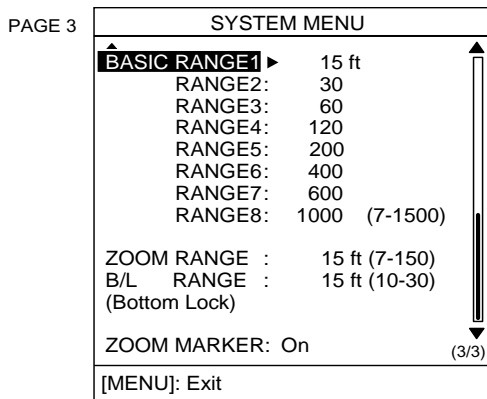 PAGE 3
SYSTEM MENU
BASIC RANGE1 ▶ 15 ft
RANGE2: 30
RANGE3: 60
RANGE4: 120
RANGE5: 200
RANGE6: 400
RANGE7: 600
RANGE8: 1000 (7-1500)
ZOOM RANGE : 15 ft (7-150)
B/L RANGE : 15 ft (10-30)
(Bottom Lock)
ZOOM MARKER: On
(3/3)
[MENU]: Exit